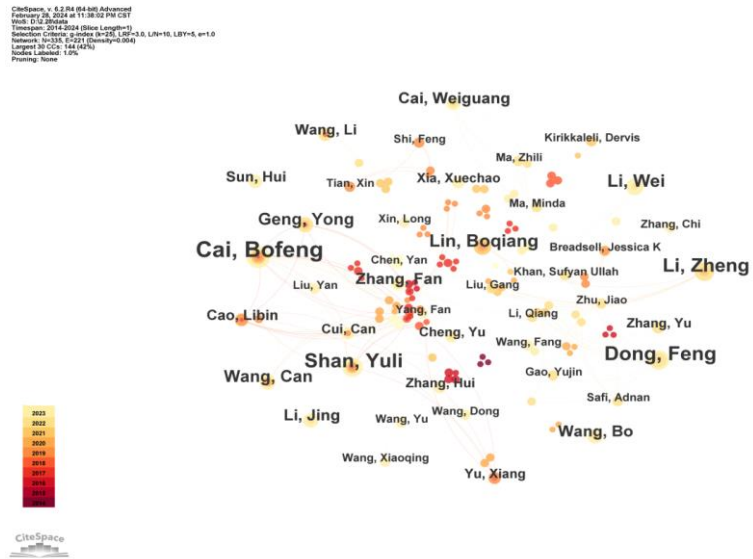 CiteSpace, v. 6.2.R4 (64-bit) Advanced
February 28, 2024 at 11:38:02 PM CST
WoS: D:\2.28\data
Timespan: 2014-2024 (Slice Length=1)
Selection Criteria: g-index (k=25), LRF=3.0, L/N=10, LBY=5, e=1.0
Network: N=335, E=221 (Density=0.004)
Largest 30 CCs: 144 (42%)
Nodes Labeled: 1.0%
Pruning: None
Cai, Weiguang
Wang, Li
Shi, Feng
Kirikkaleli, Dervis
Ma, Zhili
Sun, Hui
Tian, Xin
Xia, Xuechao
Li, Wei
Ma, Minda
Geng, Yong
Xin, Long
Zhang, Chi
Cai, Bofeng
Lin, Boqiang
Breadsell, Jessica K
Chen, Yan
Li, Zheng
Zhang, Fan
Khan, Sufyan Ullah
Liu, Yan
Liu, Gang
Zhu, Jiao
Cao, Libin
Yang, Fan
Li, Qiang
Cui, Can
Cheng, Yu
Zhang, Yu
Wang, Fang
Shan, Yuli
Dong, Feng
Wang, Can
Zhang, Hui
Gao, Yujin
Safi, Adnan
Li, Jing
Wang, Yu
Wang, Dong
Wang, Bo
Wang, Xiaoqing
Yu, Xiang
2023
2022
2021
2020
2019
2018
2017
2016
2015
CiteSpace